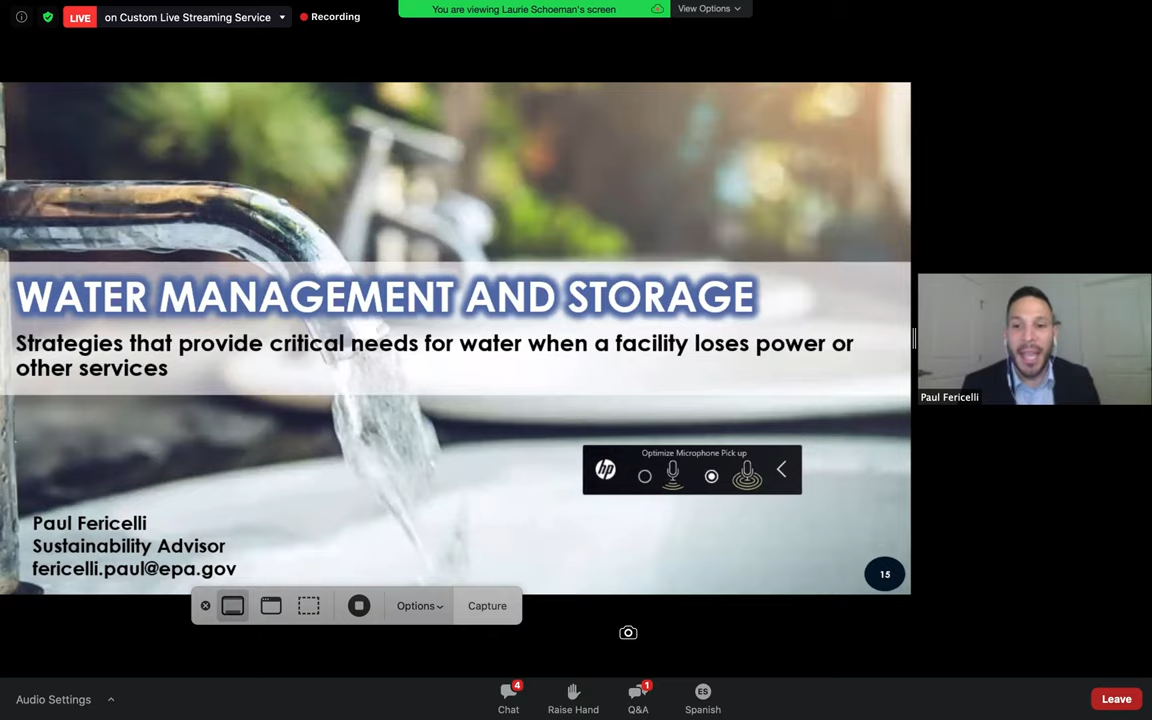 LIVE on Custom Live Streaming Service Recording
You are viewing Laurie Schoeman's screen
View Options
WATER MANAGEMENT AND STORAGE
Strategies that provide critical needs for water when a facility loses power or
other services
Paul Fericelli
Optimize Microphone Pick up
hp
Paul Fericelli
Sustainability Advisor
fericelli.paul@epa.gov
15
Options
Capture
Audio Settings
4
Chat
Raise Hand
1
Q&A
ES
Spanish
Leave